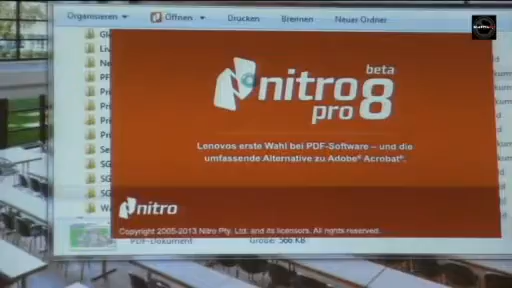 Organisieren Öffnen Drucken Brennen Neuer Ordner
nitro beta
pro 8
Lenovos erste Wahl bei PDF-Software – und die
umfassende Alternative zu Adobe® Acrobat®.
nitro
Copyright 2005-2013 Nitro Pty. Ltd. and its licensors. All rights reserved.
PDF-Dokument Größe: 566 KB